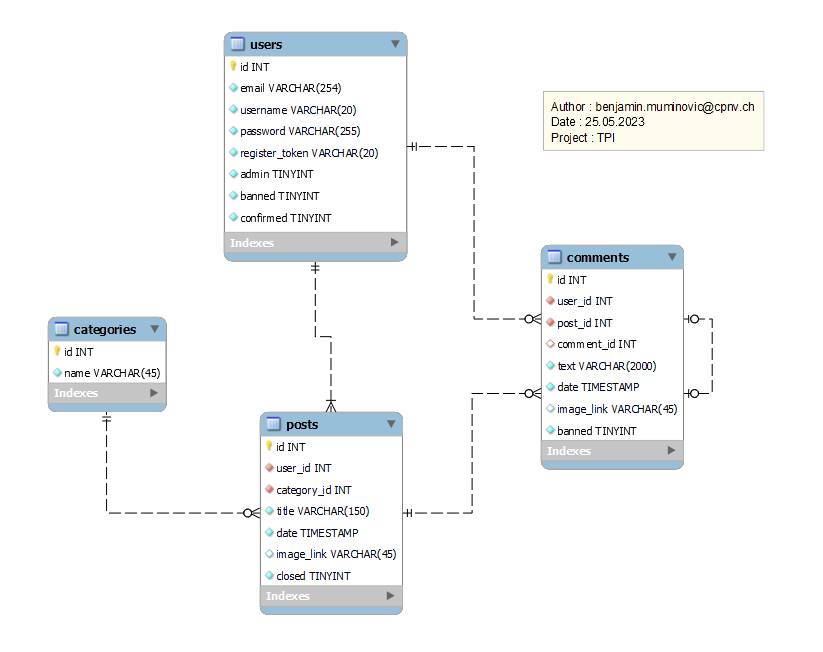 users
id INT
email VARCHAR(254)
username VARCHAR(20)
password VARCHAR(255)
register_token VARCHAR(20)
admin TINYINT
banned TINYINT
confirmed TINYINT
Indexes
Author : benjamin.muminovic@cpnv.ch
Date : 25.05.2023
Project : TPI
comments
id INT
user_id INT
post_id INT
comment_id INT
text VARCHAR(2000)
date TIMESTAMP
image_link VARCHAR(45)
banned TINYINT
Indexes
categories
id INT
name VARCHAR(45)
Indexes
posts
id INT
user_id INT
category_id INT
title VARCHAR(150)
date TIMESTAMP
image_link VARCHAR(45)
closed TINYINT
Indexes